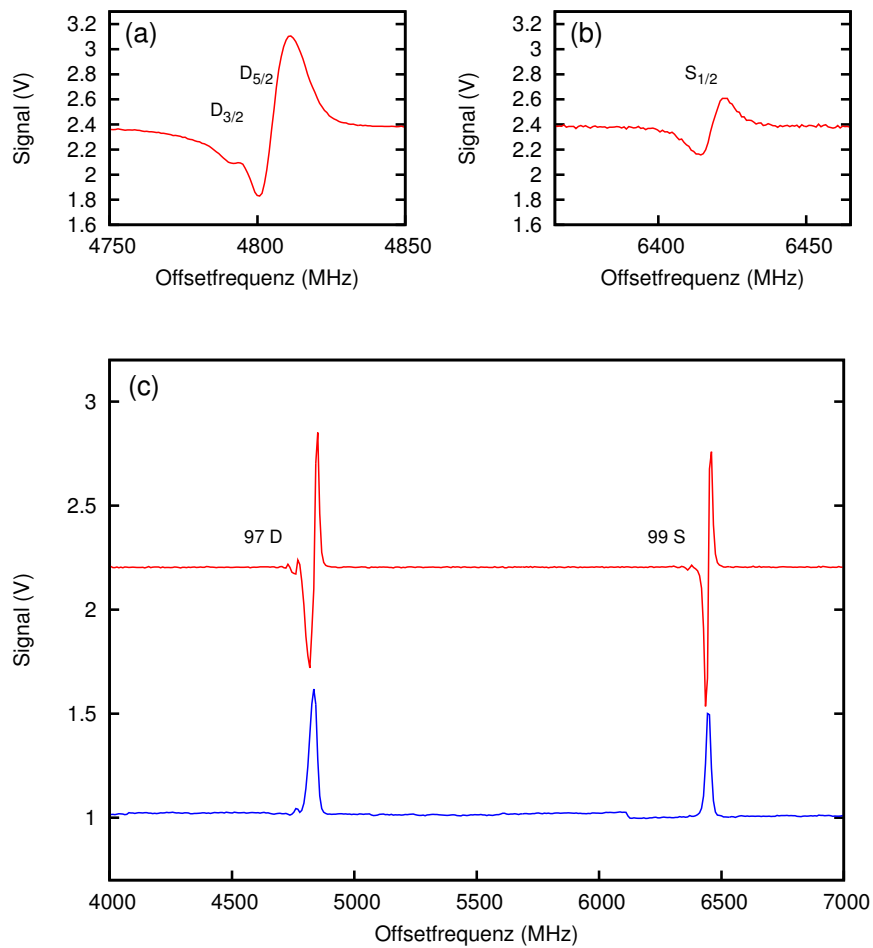 (a)
Signal (V)
3.2
3
2.8
2.6
2.4
2.2
2
1.8
1.6
D5/2
D3/2
4750
4800
4850
Offsetfrequenz (MHz)
(b)
Signal (V)
3.2
3
2.8
2.6
2.4
2.2
2
1.8
1.6
S1/2
6400
6450
Offsetfrequenz (MHz)
(c)
Signal (V)
3
2.5
2
1.5
1
97 D
99 S
4000
4500
5000
5500
6000
6500
7000
Offsetfrequenz (MHz)